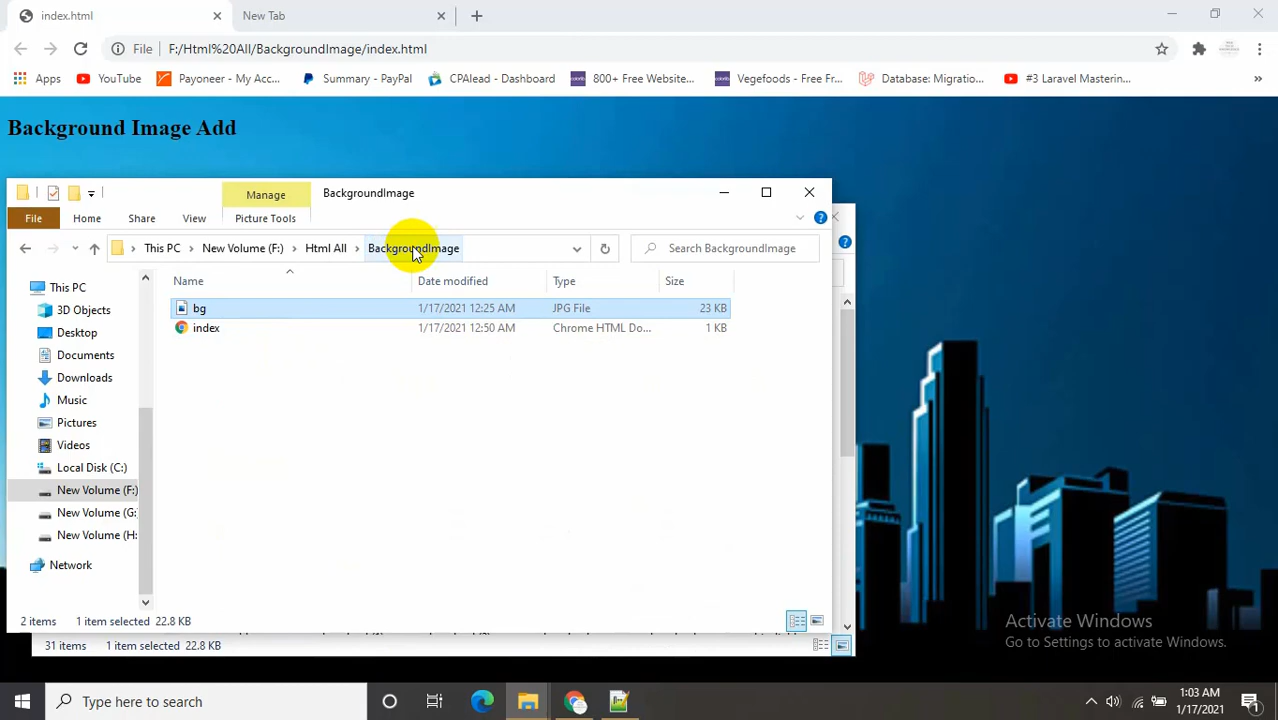 index.html
New Tab
File
F:/Html%20All/BackgroundImage/index.html
Apps
YouTube
Payoneer - My Acc...
Summary - PayPal
CPAlead - Dashboard
800+ Free Website...
Vegefoods - Free Fr...
Database: Migratio...
#3 Laravel Mastering...
»
Background Image Add
Manage
BackgroundImage
File
Home
Share
View
Picture Tools
This PC > New Volume (F:) > Html All > BackgroundImage
Search BackgroundImage
Name
Date modified
Type
Size
bg
1/17/2021 12:25 AM
JPG File
23 KB
index
1/17/2021 12:50 AM
Chrome HTML Do...
1 KB
This PC
3D Objects
Desktop
Documents
Downloads
Music
Pictures
Videos
Local Disk (C:)
New Volume (F:)
New Volume (G:
New Volume (H:
Network
2 items
1 item selected 22.8 KB
31 items
1 item selected 22.8 KB
Activate Windows
Go to Settings to activate Windows.
Type here to search
1:03 AM
1/17/2021